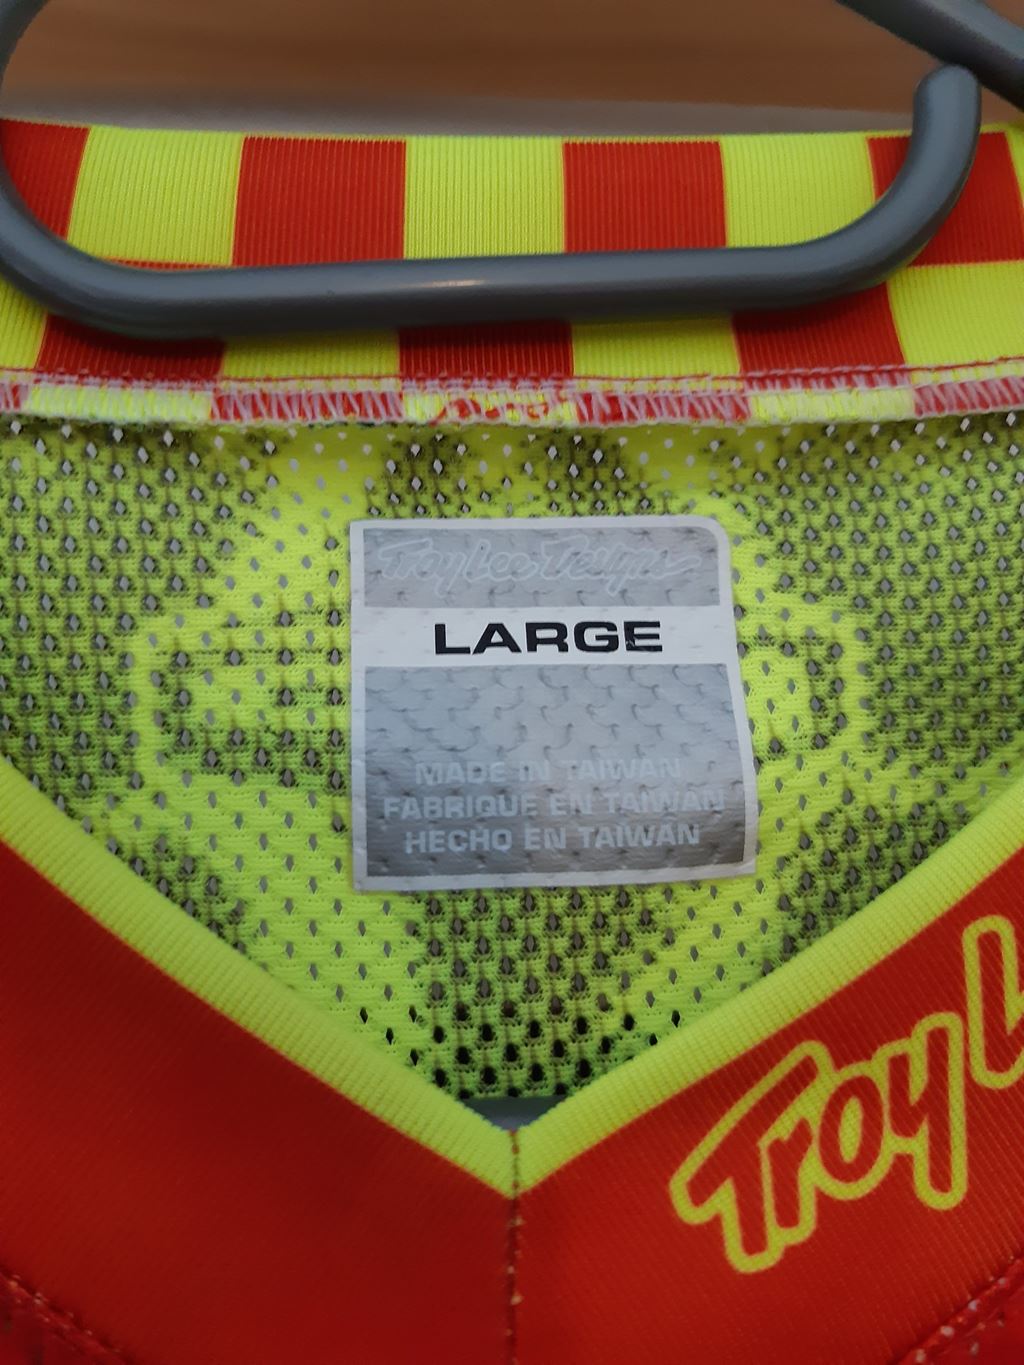 Troy Lee Designs
LARGE
MADE IN TAIWAN
FABRIQUE EN TAIWAN
HECHO EN TAIWAN
Troy L